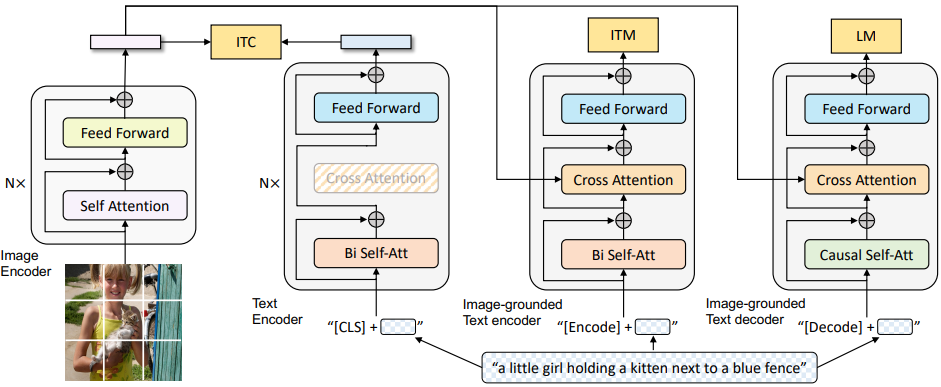 ITC
ITM
LM
Feed Forward
Self Attention
N×
Image
Encoder
Feed Forward
Cross Attention
Bi Self-Att
N×
Text
Encoder
“[CLS] + ”
Feed Forward
Cross Attention
Bi Self-Att
Image-grounded
Text encoder
“[Encode] + ”
Feed Forward
Cross Attention
Causal Self-Att
Image-grounded
Text decoder
“[Decode] + ”
“a little girl holding a kitten next to a blue fence”